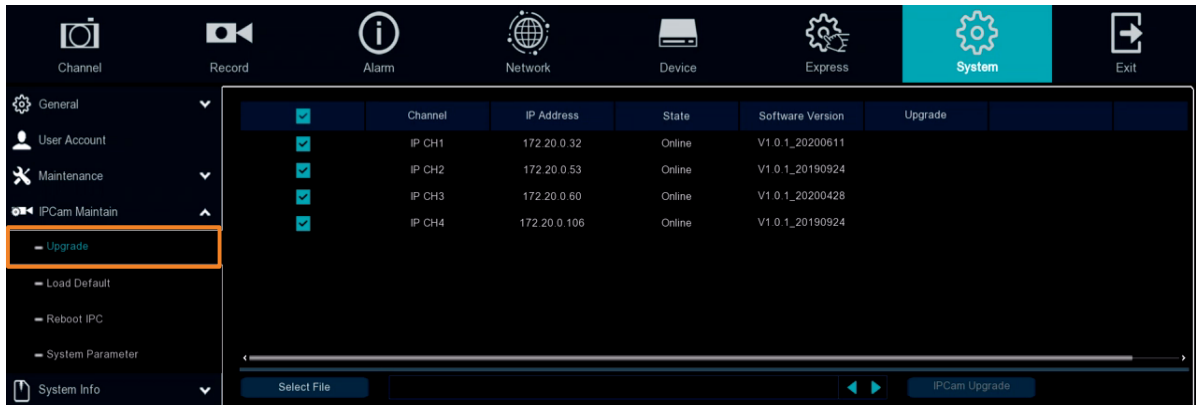 Channel Record Alarm Network Device Express System Exit
General
User Account
Maintenance
IPCam Maintain
Upgrade
Load Default
Reboot IPC
System Parameter
System Info
Channel IP Address State Software Version Upgrade
IP CH1 172.20.0.32 Online V1.0.1_20200611
IP CH2 172.20.0.53 Online V1.0.1_20190924
IP CH3 172.20.0.60 Online V1.0.1_20200428
IP CH4 172.20.0.106 Online V1.0.1_20190924
Select File IPCam Upgrade